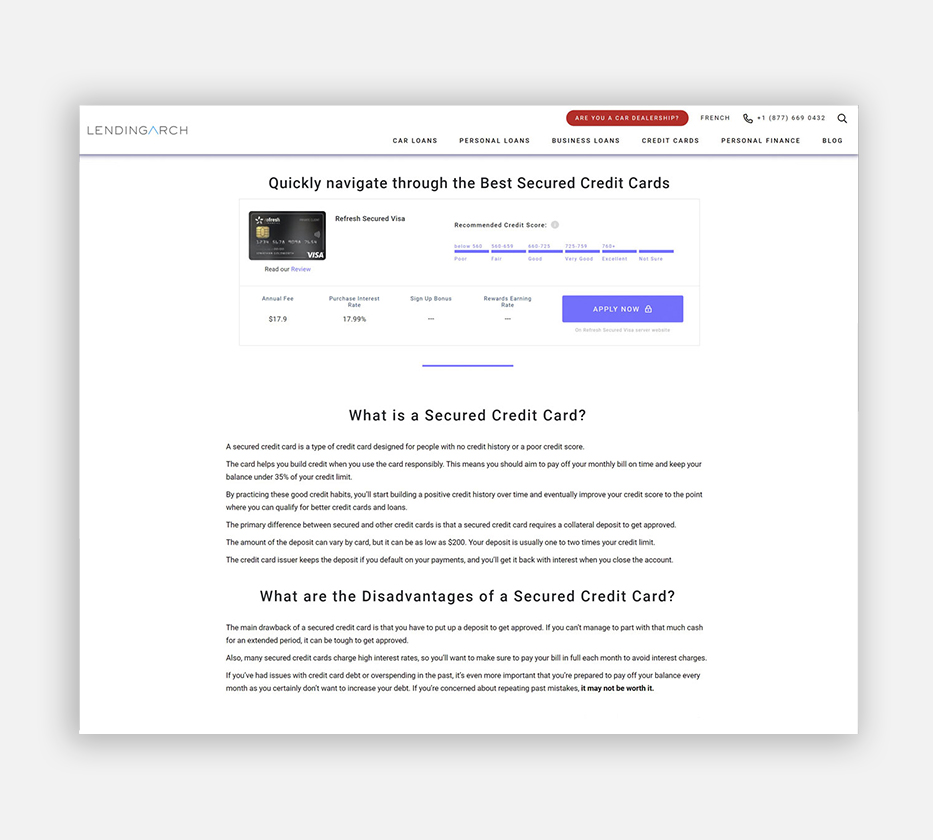 ARE YOU A CAR DEALERSHIP?
FRENCH
+1 (877) 669 0432
LENDINGARCH
CAR LOANS
PERSONAL LOANS
BUSINESS LOANS
CREDIT CARDS
PERSONAL FINANCE
BLOG
Quickly navigate through the Best Secured Credit Cards
refresh
VISA
Refresh Secured Visa
Read our Review
Recommended Credit Score:
below 560
560-659
660-725
725-759
760+
Poor
Fair
Good
Very Good
Excellent
Not Sure
Annual Fee
$17.9
Purchase Interest
Rate
17.99%
Sign Up Bonus
---
Rewards Earning
Rate
---
APPLY NOW
On Refresh Secured Visa server website
What is a Secured Credit Card?
A secured credit card is a type of credit card designed for people with no credit history or a poor credit score.
The card helps you build credit when you use the card responsibly. This means you should aim to pay off your monthly bill on time and keep your
balance under 35% of your credit limit.
By practicing these good credit habits, you'll start building a positive credit history over time and eventually improve your credit score to the point
where you can qualify for better credit cards and loans.
The primary difference between secured and other credit cards is that a secured credit card requires a collateral deposit to get approved.
The amount of the deposit can vary by card, but it can be as low as $200. Your deposit is usually one to two times your credit limit.
The credit card issuer keeps the deposit if you default on your payments, and you'll get it back with interest when you close the account.
What are the Disadvantages of a Secured Credit Card?
The main drawback of a secured credit card is that you have to put up a deposit to get approved. If you can't manage to part with that much cash
for an extended period, it can be tough to get approved.
Also, many secured credit cards charge high interest rates, so you'll want to make sure to pay your bill in full each month to avoid interest charges.
If you've had issues with credit card debt or overspending in the past, it's even more important that you're prepared to pay off your balance every
month as you certainly don't want to increase your debt. If you're concerned about repeating past mistakes, it may not be worth it.